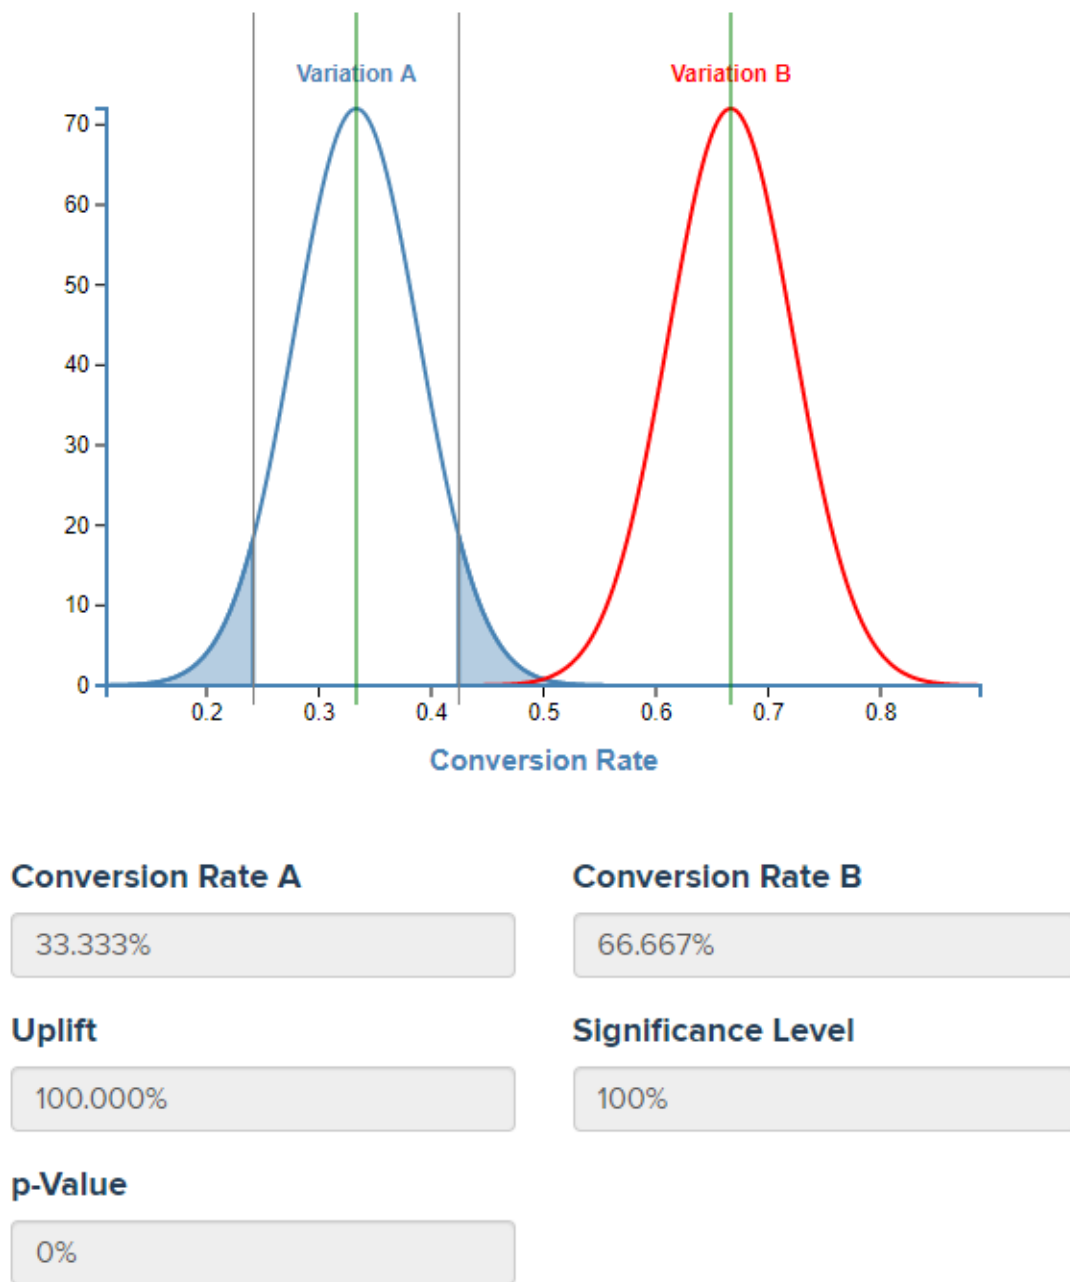 Variation A
Variation B
70
60
50
40
30
20
10
0
0.2 0.3 0.4 0.5 0.6 0.7 0.8
Conversion Rate
Conversion Rate A
Conversion Rate B
33.333%
66.667%
Uplift
Significance Level
100.000%
100%
p-Value
0%